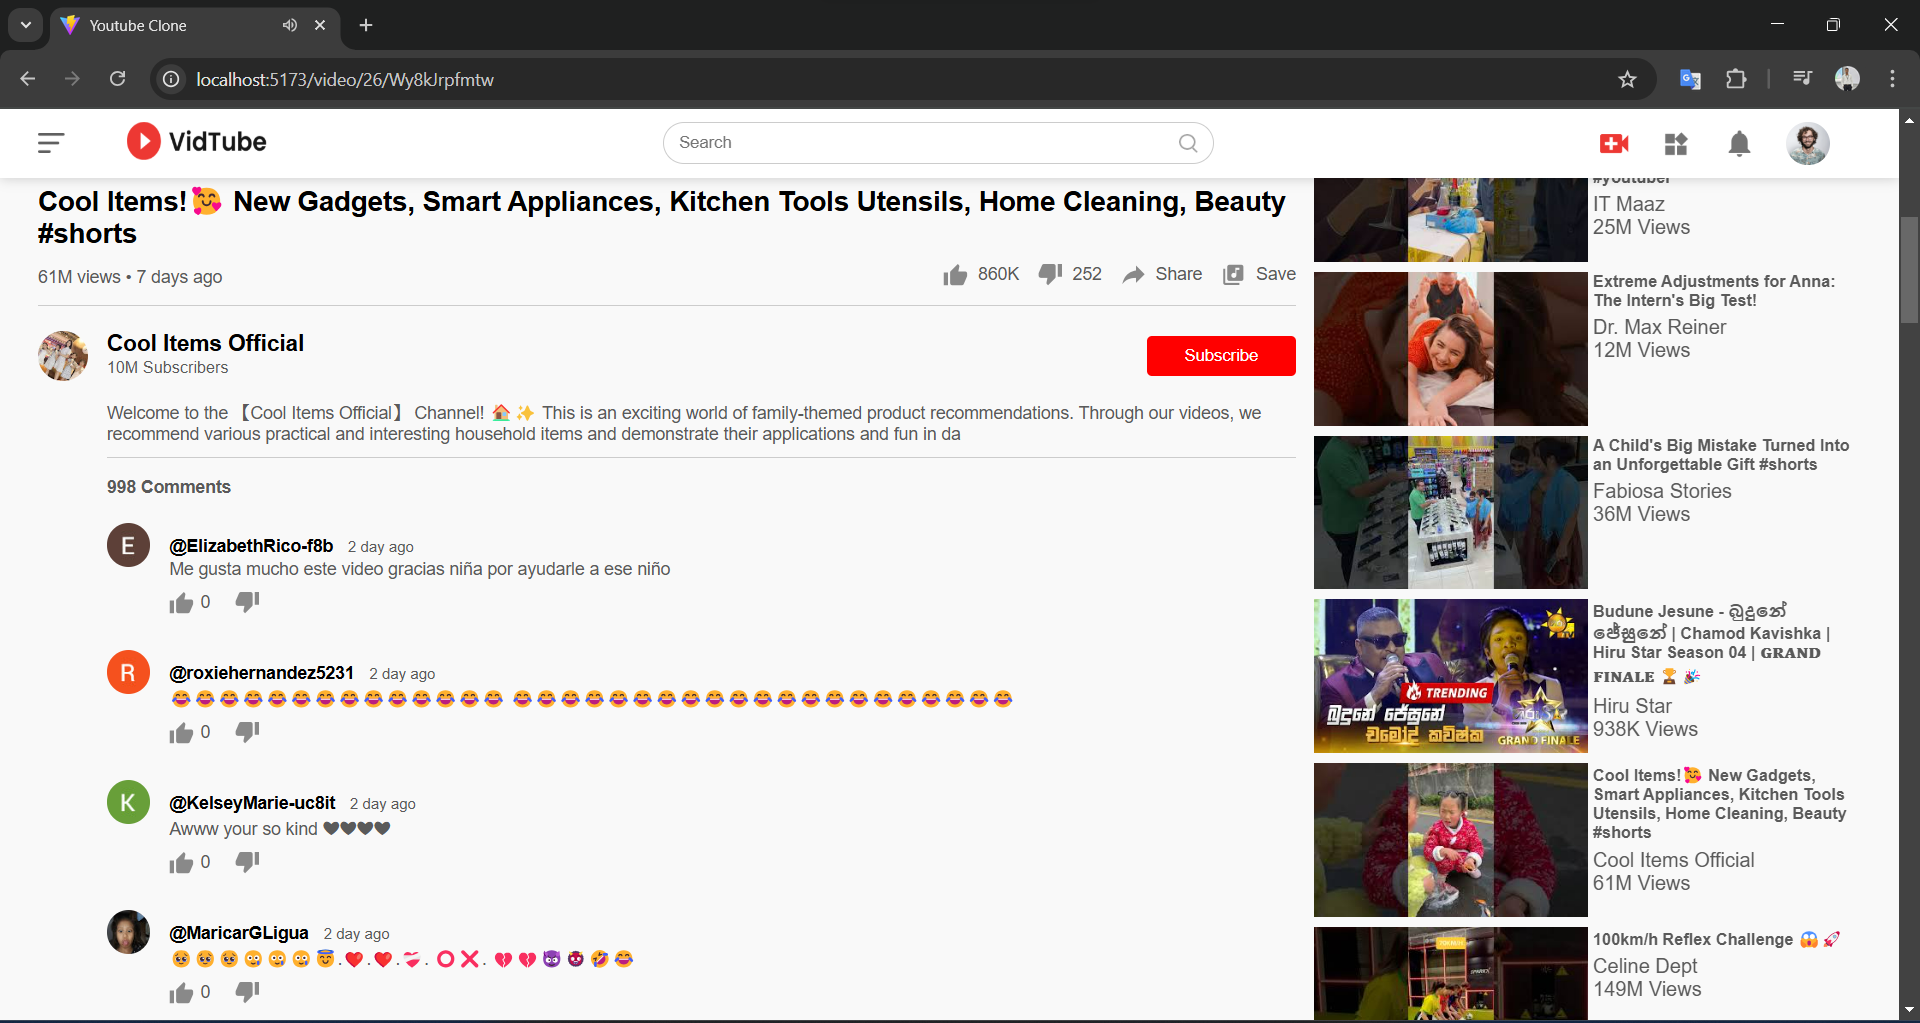 Youtube Clone
localhost:5173/video/26/Wy8kJrpfmtw
VidTube
Search
Cool Items!🥰 New Gadgets, Smart Appliances, Kitchen Tools Utensils, Home Cleaning, Beauty
#shorts
61M views • 7 days ago
860K
252
Share
Save
Cool Items Official
10M Subscribers
Subscribe
Welcome to the 【Cool Items Official】 Channel! 🏠✨ This is an exciting world of family-themed product recommendations. Through our videos, we
recommend various practical and interesting household items and demonstrate their applications and fun in da
998 Comments
E
@ElizabethRico-f8b 2 day ago
Me gusta mucho este video gracias niña por ayudarle a ese niño
0
R
@roxiehernandez5231 2 day ago
😂😂😂😂😂😂😂😂😂😂😂😂😂😂 😂😂😂😂😂😂😂😂😂😂😂😂😂😂😂😂😂😂😂😂😂
0
K
@KelseyMarie-uc8it 2 day ago
Awww your so kind ♥♥♥♥
0
@MaricarGLigua 2 day ago
🥺🥺🥺🥹🥹🥹😇.❤️.❤️.❤️‍🩹. ⭕❌. 💔💔😈👿🤣😂
0
#youtuber
IT Maaz
25M Views
Extreme Adjustments for Anna:
The Intern's Big Test!
Dr. Max Reiner
12M Views
A Child's Big Mistake Turned Into
an Unforgettable Gift #shorts
Fabiosa Stories
36M Views
TRENDING
බුදුනේ ජේසුනේ
චමෝද් කවිෂ්ක
GRAND FINALE
Budune Jesune - බුදුනේ
ජේසුනේ | Chamod Kavishka |
Hiru Star Season 04 | 𝐆𝐑𝐀𝐍𝐃
𝐅𝐈𝐍𝐀𝐋𝐄 🏆 🎉
Hiru Star
938K Views
Cool Items!🥰 New Gadgets,
Smart Appliances, Kitchen Tools
Utensils, Home Cleaning, Beauty
#shorts
Cool Items Official
61M Views
100km/h Reflex Challenge 😱 🚀
Celine Dept
149M Views